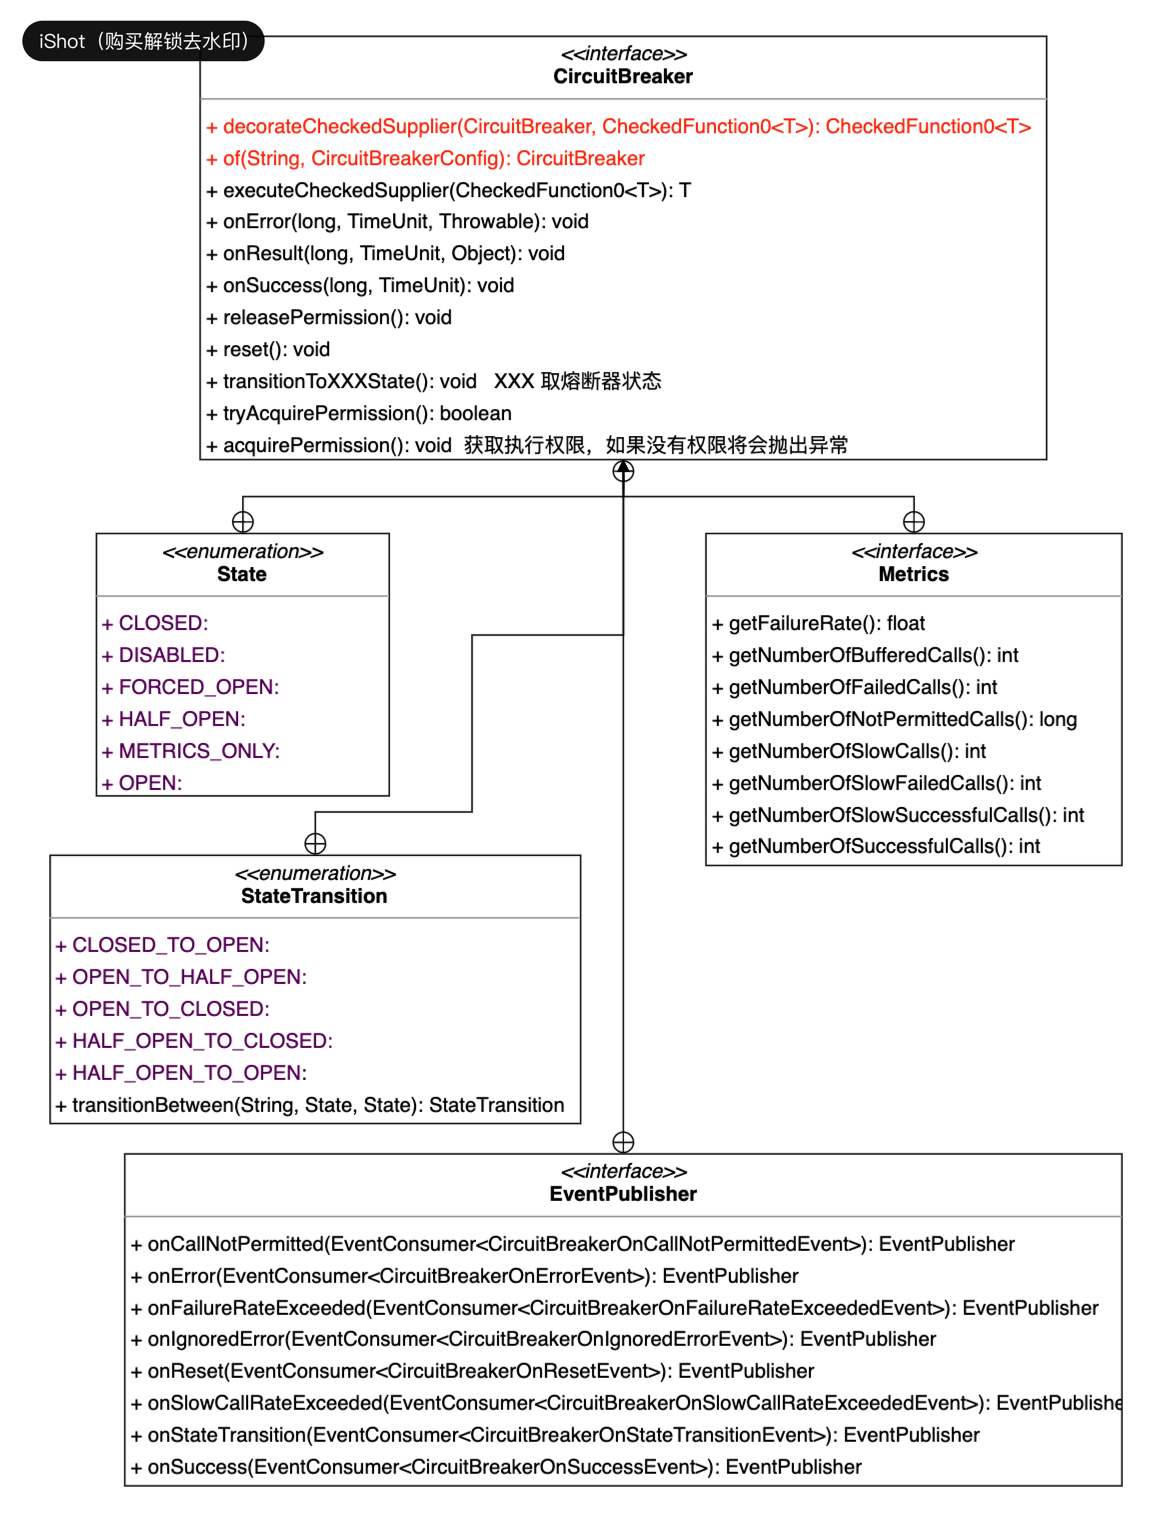 iShot（购买解锁去水印）
<<interface>>
CircuitBreaker
+ decorateCheckedSupplier(CircuitBreaker, CheckedFunction0<T>): CheckedFunction0<T>
+ of(String, CircuitBreakerConfig): CircuitBreaker
+ executeCheckedSupplier(CheckedFunction0<T>): T
+ onError(long, TimeUnit, Throwable): void
+ onResult(long, TimeUnit, Object): void
+ onSuccess(long, TimeUnit): void
+ releasePermission(): void
+ reset(): void
+ transitionToXXXState(): void   XXX 取熔断器状态
+ tryAcquirePermission(): boolean
+ acquirePermission(): void  获取执行权限，如果没有权限将会抛出异常
<<enumeration>>
State
+ CLOSED:
+ DISABLED:
+ FORCED_OPEN:
+ HALF_OPEN:
+ METRICS_ONLY:
+ OPEN:
<<interface>>
Metrics
+ getFailureRate(): float
+ getNumberOfBufferedCalls(): int
+ getNumberOfFailedCalls(): int
+ getNumberOfNotPermittedCalls(): long
+ getNumberOfSlowCalls(): int
+ getNumberOfSlowFailedCalls(): int
+ getNumberOfSlowSuccessfulCalls(): int
+ getNumberOfSuccessfulCalls(): int
<<enumeration>>
StateTransition
+ CLOSED_TO_OPEN:
+ OPEN_TO_HALF_OPEN:
+ OPEN_TO_CLOSED:
+ HALF_OPEN_TO_CLOSED:
+ HALF_OPEN_TO_OPEN:
+ transitionBetween(String, State, State): StateTransition
<<interface>>
EventPublisher
+ onCallNotPermitted(EventConsumer<CircuitBreakerOnCallNotPermittedEvent>): EventPublisher
+ onError(EventConsumer<CircuitBreakerOnErrorEvent>): EventPublisher
+ onFailureRateExceeded(EventConsumer<CircuitBreakerOnFailureRateExceededEvent>): EventPublisher
+ onIgnoredError(EventConsumer<CircuitBreakerOnIgnoredErrorEvent>): EventPublisher
+ onReset(EventConsumer<CircuitBreakerOnResetEvent>): EventPublisher
+ onSlowCallRateExceeded(EventConsumer<CircuitBreakerOnSlowCallRateExceededEvent>): EventPublishe
+ onStateTransition(EventConsumer<CircuitBreakerOnStateTransitionEvent>): EventPublisher
+ onSuccess(EventConsumer<CircuitBreakerOnSuccessEvent>): EventPublisher